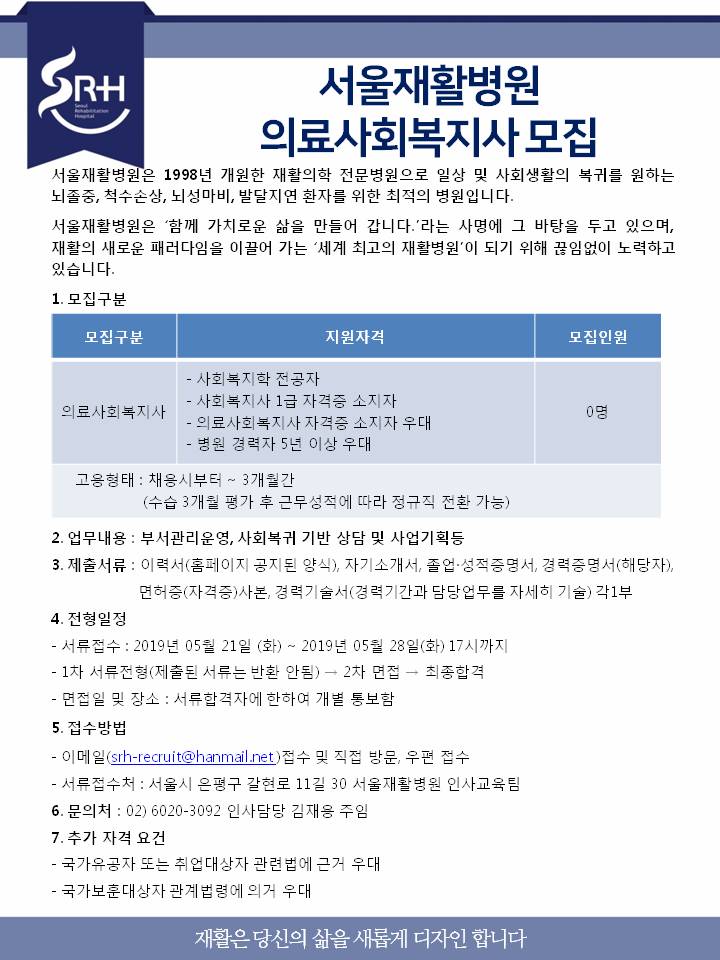 SRH
Seoul
Rehabilitation
Hospital
서울재활병원
의료사회복지사 모집
서울재활병원은 1998년 개원한 재활의학 전문병원으로 일상 및 사회생활의 복귀를 원하는
뇌졸중, 척수손상, 뇌성마비, 발달지연 환자를 위한 최적의 병원입니다.
서울재활병원은 ‘함께 가치로운 삶을 만들어 갑니다.’라는 사명에 그 바탕을 두고 있으며,
재활의 새로운 패러다임을 이끌어 가는 ‘세계 최고의 재활병원’이 되기 위해 끊임없이 노력하고
있습니다.
1. 모집구분
모집구분 지원자격 모집인원
- 사회복지학 전공자
- 사회복지사 1급 자격증 소지자
의료사회복지사 0명
- 의료사회복지사 자격증 소지자 우대
- 병원 경력자 5년 이상 우대
고용형태 : 채용시부터 ~ 3개월간
(수습 3개월 평가 후 근무성적에 따라 정규직 전환 가능)
2. 업무내용 : 부서관리운영, 사회복귀 기반 상담 및 사업기획등
3. 제출서류 : 이력서(홈페이지 공지된 양식), 자기소개서, 졸업·성적증명서, 경력증명서(해당자),
면허증(자격증)사본, 경력기술서(경력기간과 담당업무를 자세히 기술) 각1부
4. 전형일정
- 서류접수 : 2019년 05월 21일 (화) ~ 2019년 05월 28일(화) 17시까지
- 1차 서류전형(제출된 서류는 반환 안됨) → 2차 면접 → 최종합격
- 면접일 및 장소 : 서류합격자에 한하여 개별 통보함
5. 접수방법
- 이메일(srh-recruit@hanmail.net )접수 및 직접 방문, 우편 접수
- 서류접수처 : 서울시 은평구 갈현로 11길 30 서울재활병원 인사교육팀
6. 문의처 : 02) 6020-3092 인사담당 김재용 주임
7. 추가 자격 요건
- 국가유공자 또는 취업대상자 관련법에 근거 우대
- 국가보훈대상자 관계법령에 의거 우대
재활은 당신의 삶을 새롭게 디자인 합니다